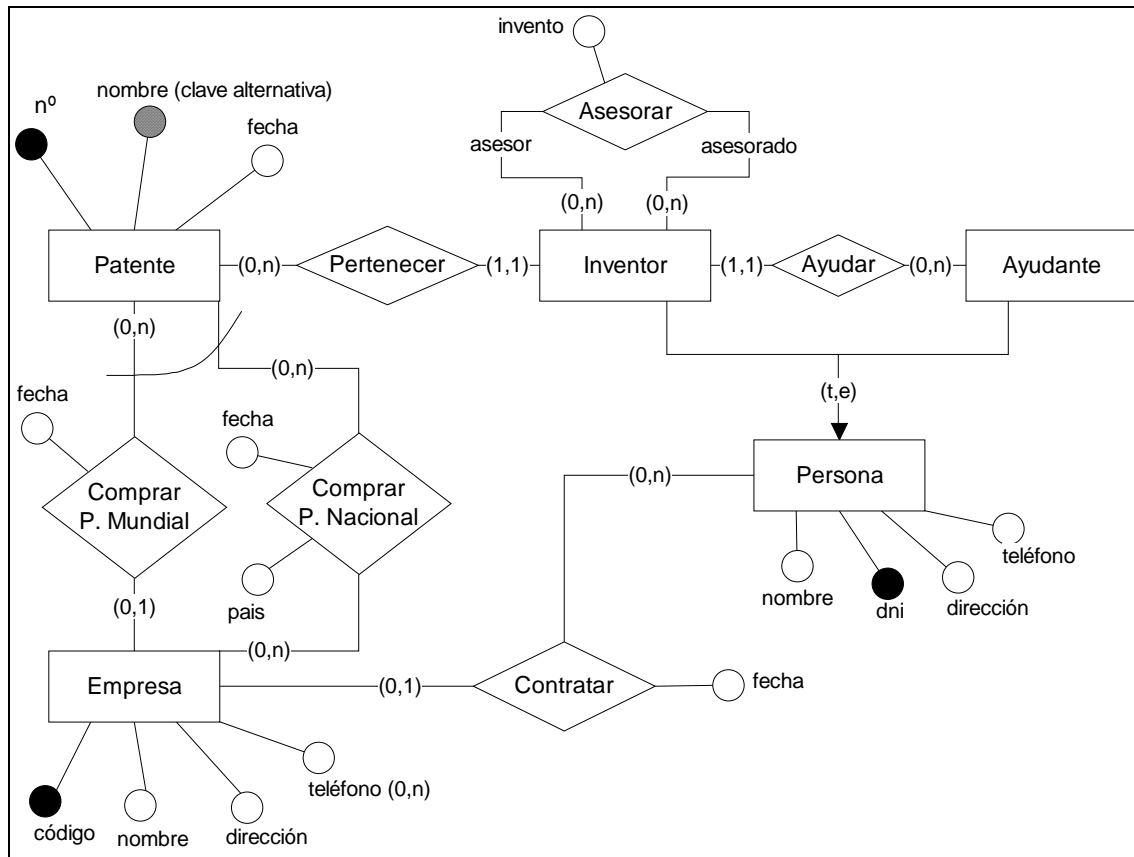 invento
nº
nombre (clave alternativa)
fecha
Asesorar
asesor
asesorado
(0,n)
(0,n)
Patente
(0,n)
Pertenecer
(1,1)
Inventor
(1,1)
Ayudar
(0,n)
Ayudante
(0,n)
(0,n)
fecha
fecha
(t,e)
Comprar
P. Mundial
Comprar
P. Nacional
(0,n)
Persona
teléfono
nombre
dni
dirección
(0,1)
pais
(0,n)
Empresa
(0,1)
Contratar
fecha
teléfono (0,n)
código
nombre
dirección